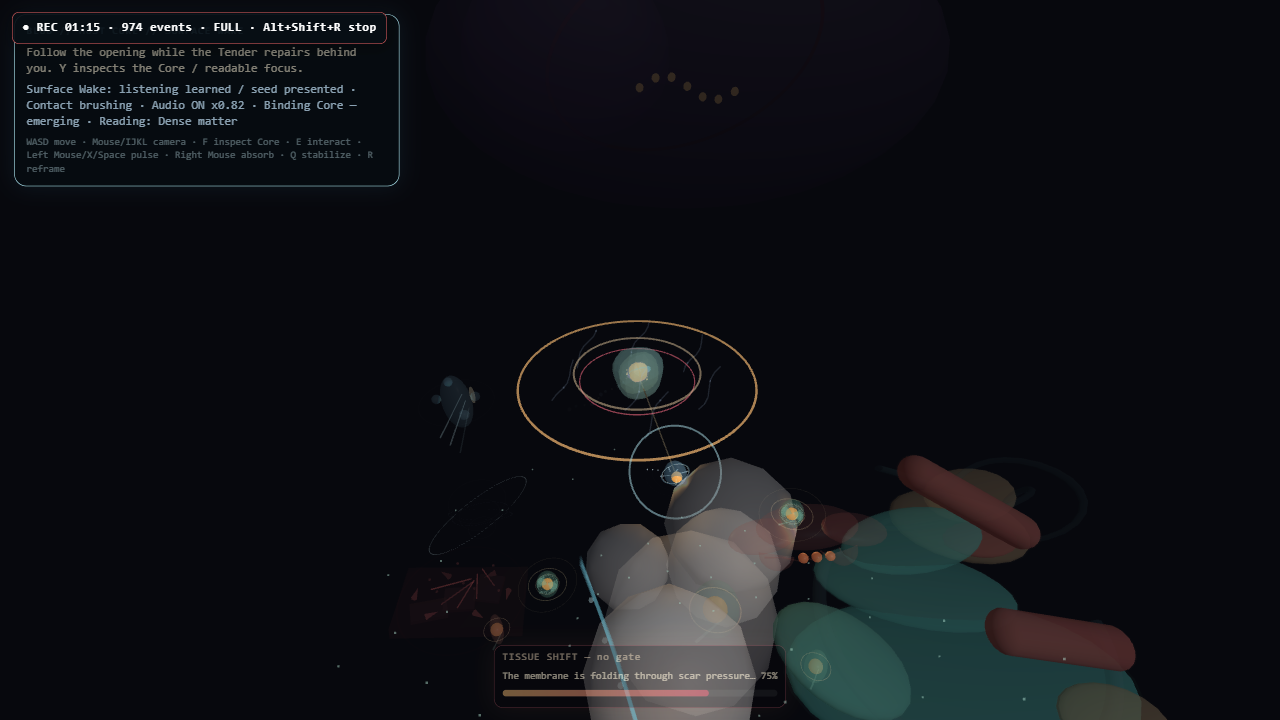 ● REC 01:15 · 974 events · FULL · Alt+Shift+R stop
Follow the opening while the Tender repairs behind
you. Y inspects the Core / readable focus.
Surface Wake: listening learned / seed presented ·
Contact brushing · Audio ON x0.82 · Binding Core —
emerging · Reading: Dense matter
WASD move · Mouse/IJKL camera · F inspect Core · E interact ·
Left Mouse/X/Space pulse · Right Mouse absorb · Q stabilize · R
reframe
TISSUE SHIFT — no gate
The membrane is folding through scar pressure… 75%